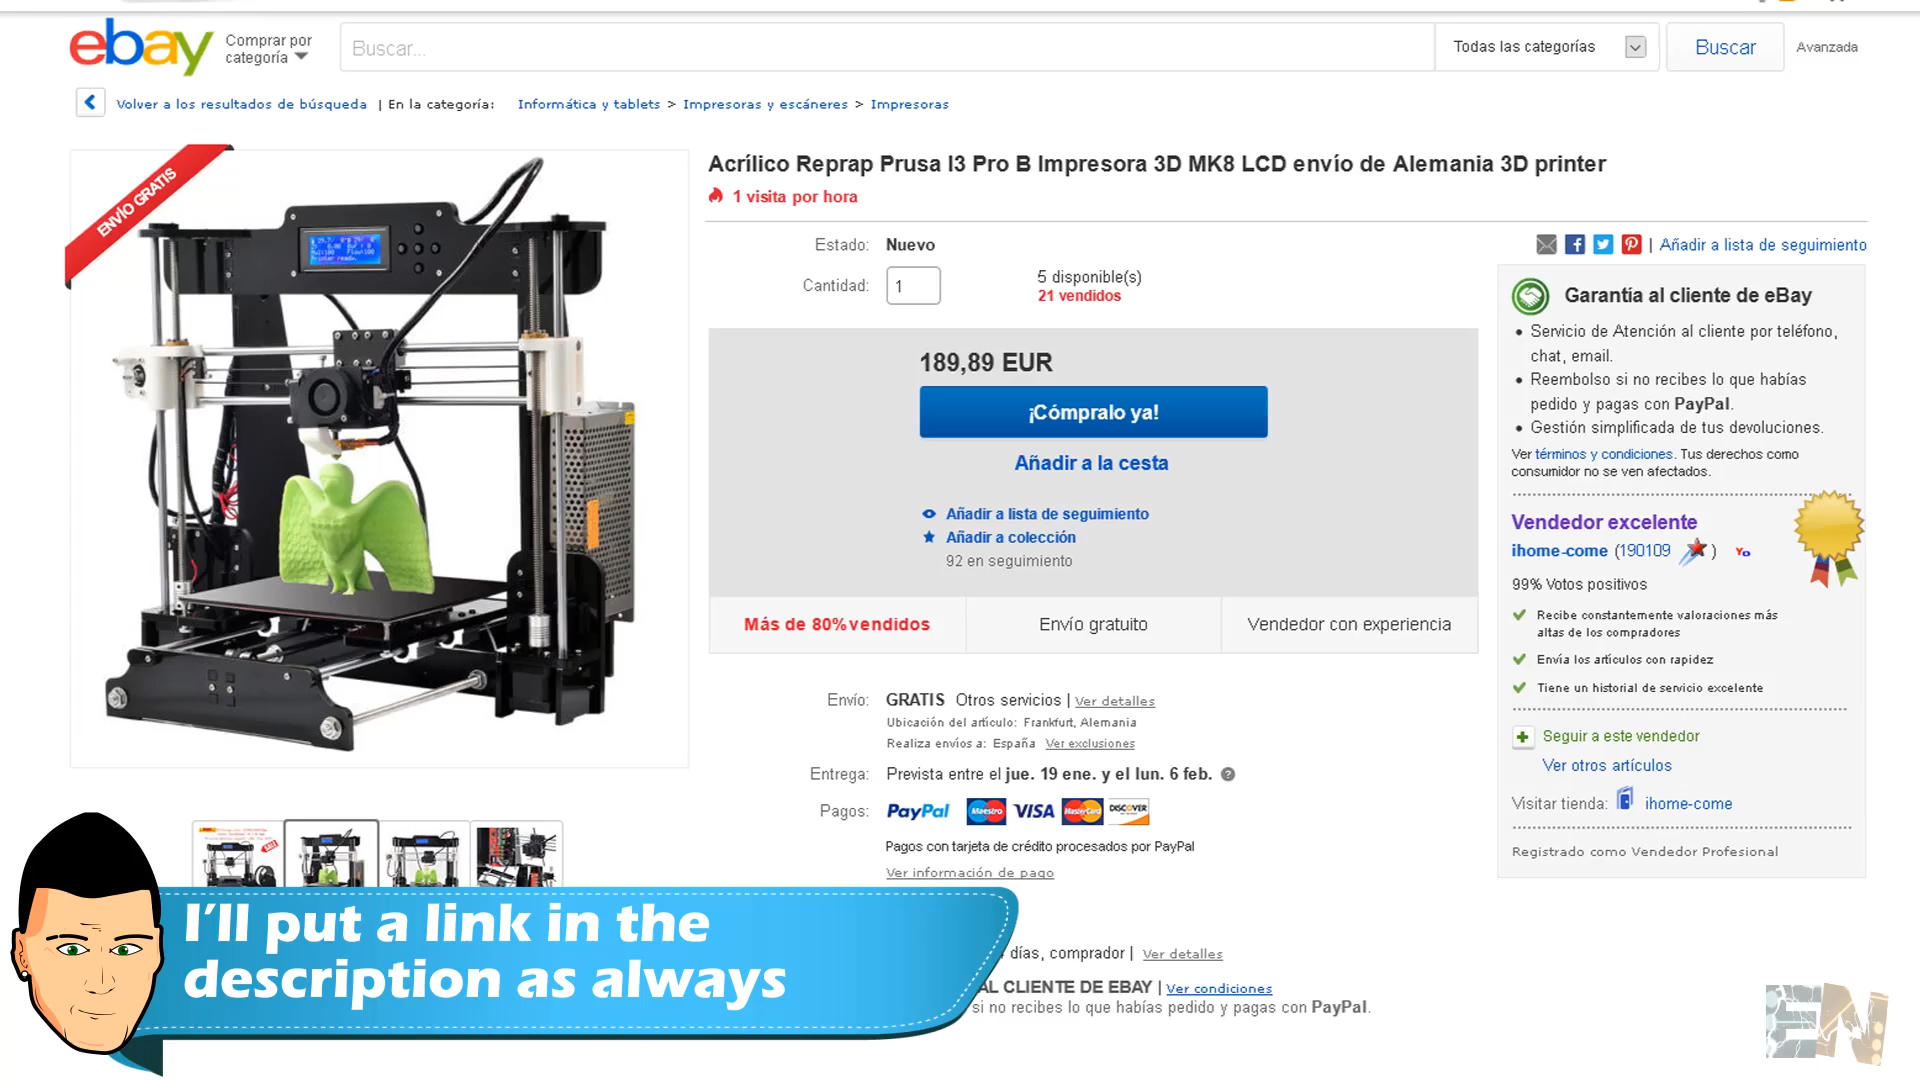 ebay
Comprar por
categoría
Buscar...
Todas las categorías
Buscar
Avanzada
Volver a los resultados de búsqueda | En la categoría: Informática y tablets > Impresoras y escáneres > Impresoras
ENVÍO GRATIS
Acrílico Reprap Prusa I3 Pro B Impresora 3D MK8 LCD envío de Alemania 3D printer
1 visita por hora
Estado: Nuevo
Cantidad: 1
5 disponible(s)
21 vendidos
189,89 EUR
¡Cómpralo ya!
Añadir a la cesta
Añadir a lista de seguimiento
Añadir a colección
92 en seguimiento
Más de 80% vendidos
Envío gratuito
Vendedor con experiencia
Envío: GRATIS Otros servicios | Ver detalles
Ubicación del artículo: Frankfurt, Alemania
Realiza envíos a: España Ver exclusiones
Entrega: Prevista entre el jue. 19 ene. y el lun. 6 feb.
Pagos: PayPal Maestro VISA MasterCard DISCOVER
Pagos con tarjeta de crédito procesados por PayPal
Ver información de pago
días, comprador | Ver detalles
AL CLIENTE DE EBAY | Ver condiciones
si no recibes lo que habías pedido y pagas con PayPal.
| Añadir a lista de seguimiento
Garantía al cliente de eBay
• Servicio de Atención al cliente por teléfono,
chat, email.
• Reembolso si no recibes lo que habías
pedido y pagas con PayPal.
• Gestión simplificada de tus devoluciones.
Ver términos y condiciones. Tus derechos como
consumidor no se ven afectados.
Vendedor excelente
ihome-come (190109 )
99% Votos positivos
Recibe constantemente valoraciones más
altas de los compradores
Envía los artículos con rapidez
Tiene un historial de servicio excelente
Seguir a este vendedor
Ver otros artículos
Visitar tienda: ihome-come
Registrado como Vendedor Profesional
I'll put a link in the
description as always
EN